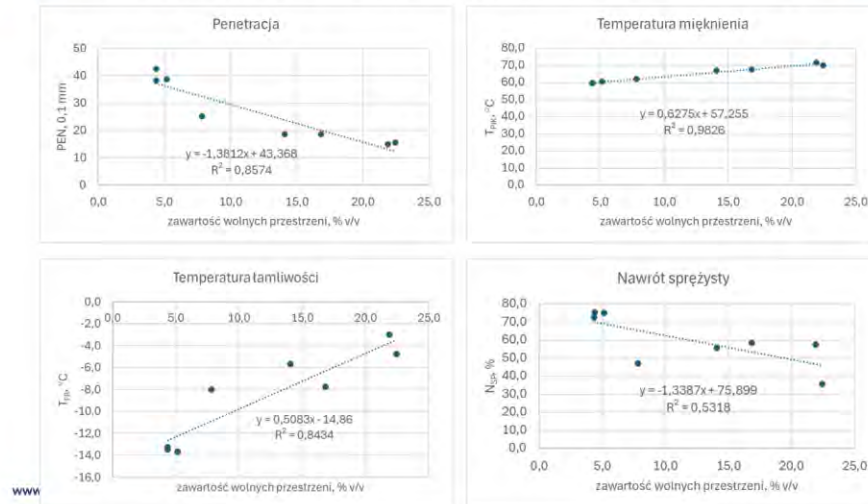 Penetracja
50
40
30
20
10
0
PEN, 0,1 mm
y = -1,3812x + 43,368
R² = 0,8574
0,0 5,0 10,0 15,0 20,0 25,0
zawartość wolnych przestrzeni, % v/v
Temperatura mięknienia
80,0
70,0
60,0
50,0
40,0
30,0
20,0
10,0
0,0
TPIK, °C
y = 0,6275x + 57,255
R² = 0,9826
0,0 5,0 10,0 15,0 20,0 25,0
zawartość wolnych przestrzeni, % v/v
Temperatura łamliwości
0,0
-2,0
-4,0
-6,0
-8,0
-10,0
-12,0
-14,0
-16,0
0,0 5,0 10,0 15,0 20,0 25,0
°C
y = 0,5083x - 14,86
R² = 0,8434
zawartość wolnych przestrzeni, % v/v
Nawrót sprężysty
80,0
70,0
60,0
50,0
40,0
30,0
20,0
10,0
0,0
NSP, %
y = -1,3387x + 75,899
R² = 0,5318
0,0 5,0 10,0 15,0 20,0 25,0
zawartość wolnych przestrzeni, % v/v
www